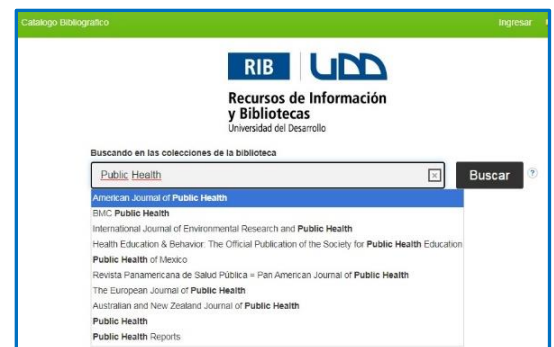 Catalogo Bibliografico
Ingresar
RIB UDD
Recursos de Información
y Bibliotecas
Universidad del Desarrollo
Buscando en las colecciones de la biblioteca
Public Health
Buscar ?
American Journal of Public Health
BMC Public Health
International Journal of Environmental Research and Public Health
Health Education & Behavior: The Official Publication of the Society for Public Health Education
Public Health of Mexico
Revista Panamericana de Salud Pública = Pan American Journal of Public Health
The European Journal of Public Health
Australian and New Zealand Journal of Public Health
Public Health
Public Health Reports